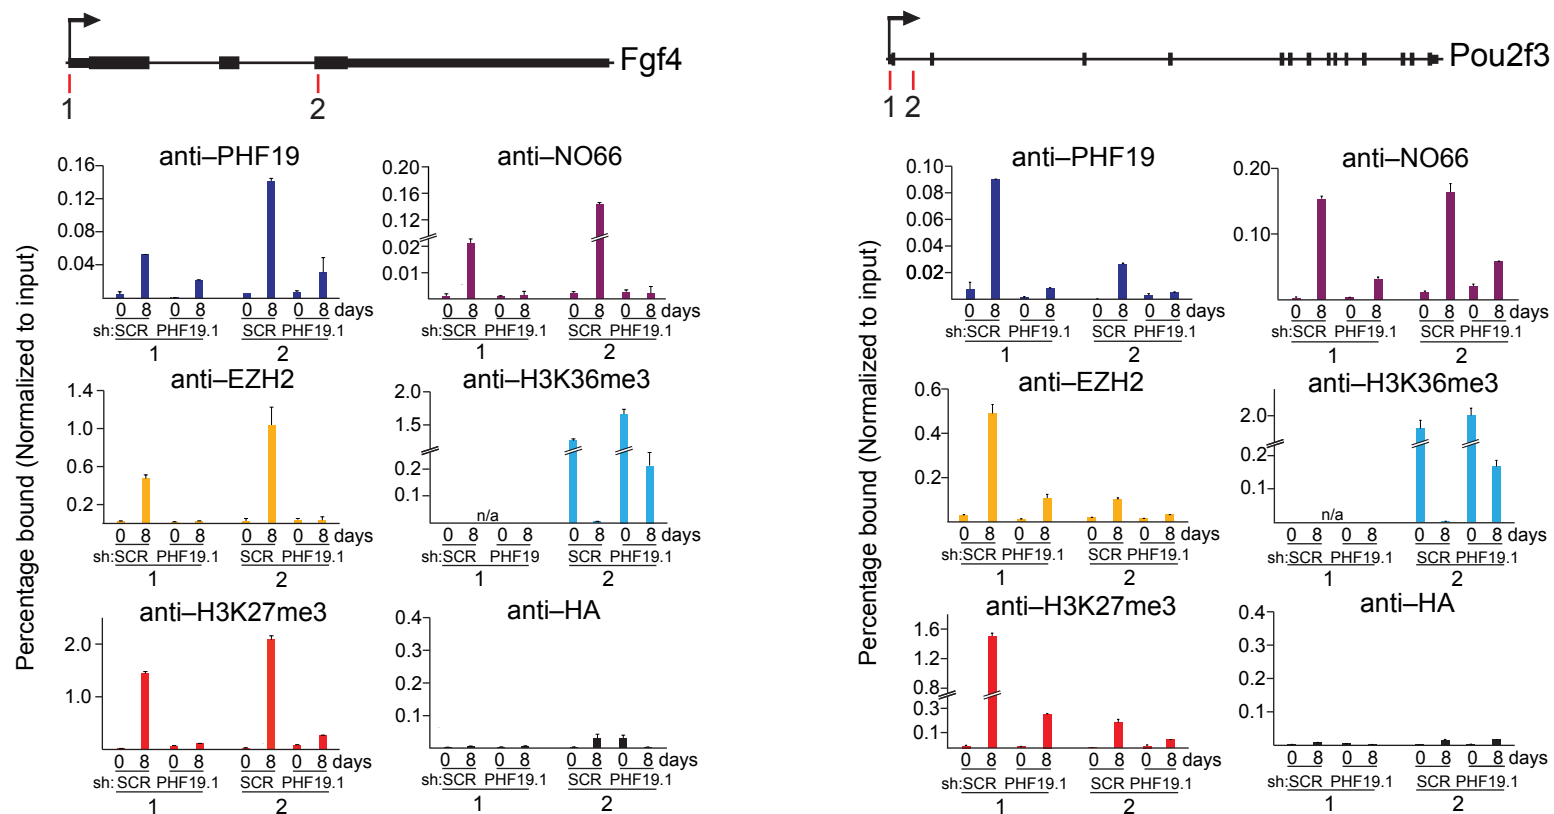 Fgf4
1
2
Percentage bound (Normalized to input)
anti–PHF19
0.16
0.12
0.08
0.04
0 8 0 8 0 8 0 8 days
sh:SCR PHF19.1 SCR PHF19.1
1 2
anti–NO66
0.20
0.16
0.12
0.02
0.01
0 8 0 8 0 8 0 8 days
sh:SCR PHF19 SCR PHF19.1
1 2
anti–EZH2
1.4
1.0
0.6
0.2
0 8 0 8 0 8 0 8 days
sh:SCR PHF19.1 SCR PHF19.1
1 2
anti–H3K36me3
2.0
1.5
0.2
0.1
n/a
0 8 0 8 0 8 0 8 days
sh:SCR PHF19 SCR PHF19.1
1 2
anti–H3K27me3
2.0
1.0
0 8 0 8 0 8 0 8 days
sh: SCR PHF19.1 SCR PHF19.1
1 2
anti–HA
0.4
0.3
0.2
0.1
0 8 0 8 0 8 0 8 days
sh:SCR PHF19.1 SCR PHF19.1
1 2
Pou2f3
1 2
Percentage bound (Normalized to input)
anti–PHF19
0.10
0.08
0.06
0.04
0.02
0 8 0 8 0 8 0 8 days
sh:SCR PHF19.1 SCR PHF19.1
1 2
anti–NO66
0.20
0.10
0 8 0 8 0 8 0 8 days
sh:SCR PHF19.1 SCR PHF19.1
1 2
anti–EZH2
0.6
0.4
0.2
0 8 0 8 0 8 0 8 days
sh:SCR PHF19.1 SCR PHF19.1
1 2
anti–H3K36me3
2.0
0.2
0.1
n/a
0 8 0 8 0 8 0 8 days
sh:SCR PHF19.1 SCR PHF19.1
1 2
anti–H3K27me3
1.6
1.2
0.8
0.3
0.1
0 8 0 8 0 8 0 8 days
sh:SCR PHF19.1 SCR PHF19.1
1 2
anti–HA
0.4
0.3
0.2
0.1
0 8 0 8 0 8 0 8 days
sh:SCR PHF19.1 SCR PHF19.1
1 2